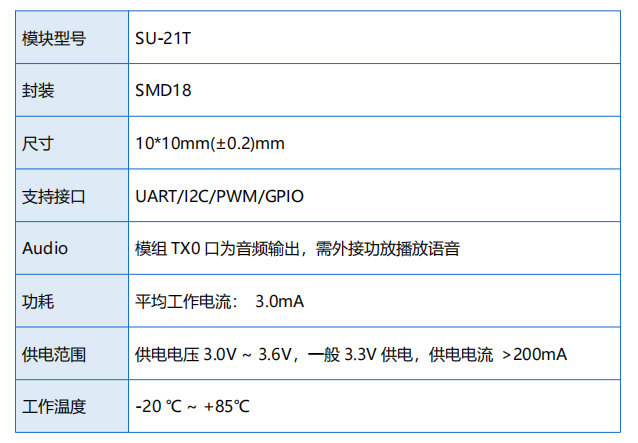 模块型号 SU-21T
封装 SMD18
尺寸 10*10mm(±0.2)mm
支持接口 UART/I2C/PWM/GPIO
Audio 模组 TX0 口为音频输出，需外接功放播放语音
功耗 平均工作电流： 3.0mA
供电范围 供电电压 3.0V ~ 3.6V，一般 3.3V 供电，供电电流 >200mA
工作温度 -20 ℃ ~ +85℃